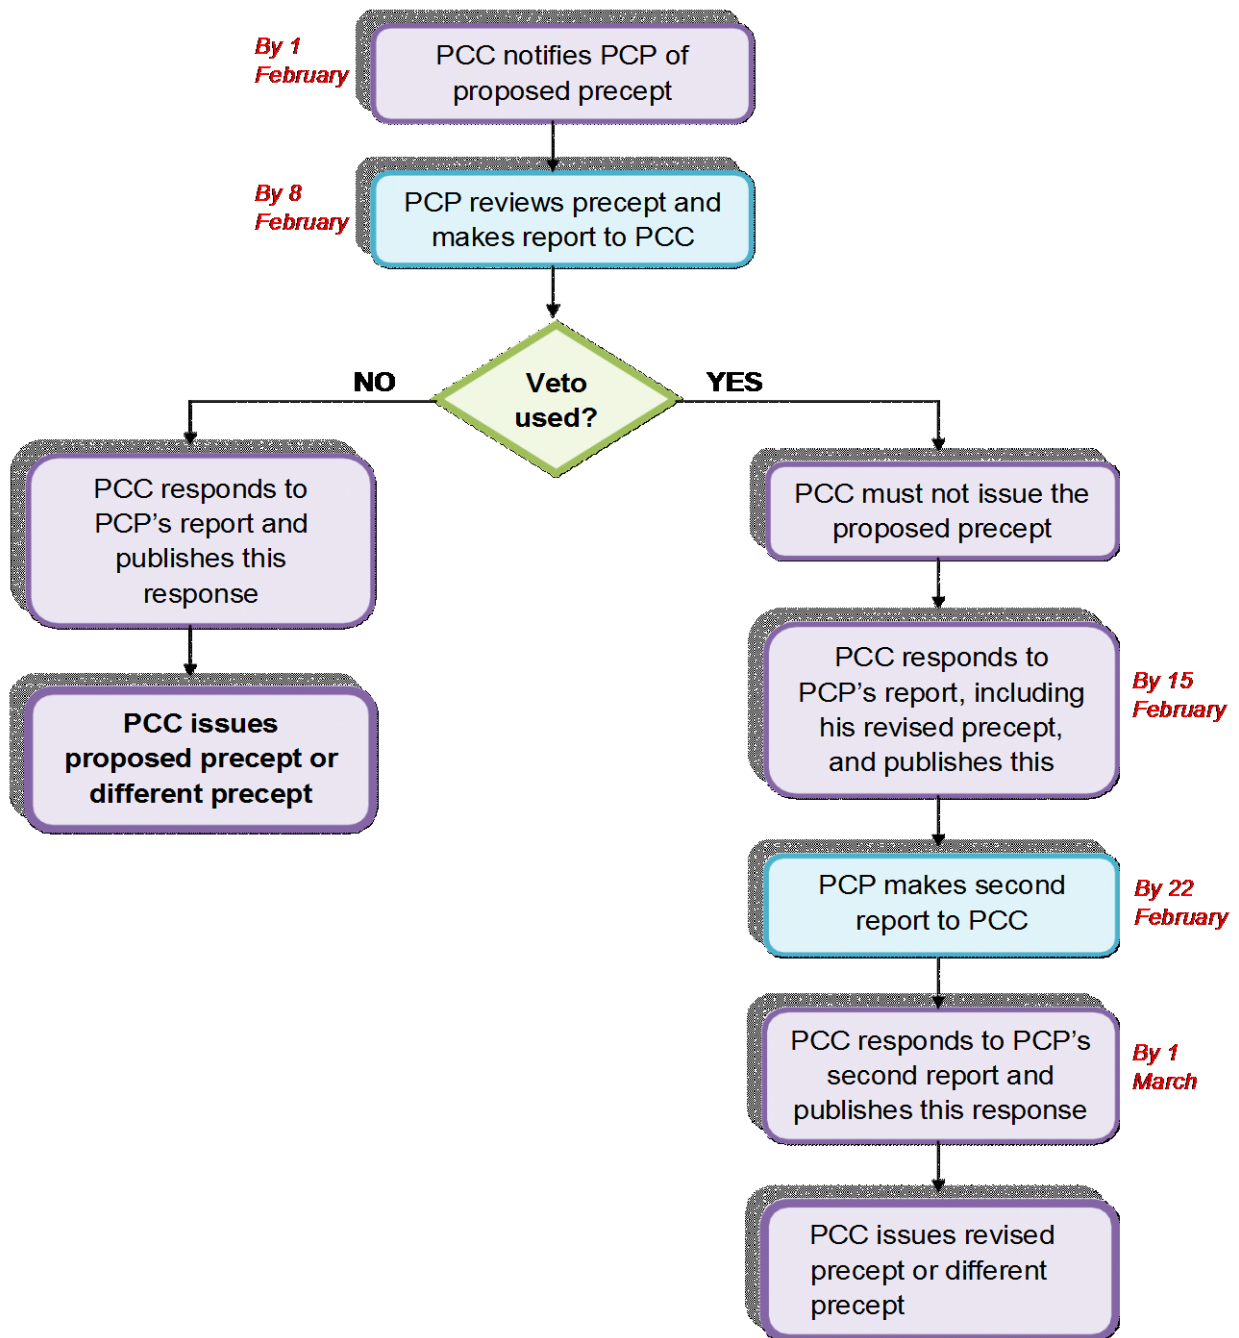 By 1
February
PCC notifies PCP of
proposed precept
By 8
February
PCP reviews precept and
makes report to PCC
Veto
used?
NO
PCC responds to
PCP’s report and
publishes this
response
PCC issues
proposed precept or
different precept
YES
PCC must not issue the
proposed precept
PCC responds to
PCP’s report, including
his revised precept,
and publishes this
By 15
February
PCP makes second
report to PCC
By 22
February
PCC responds to PCP’s
second report and
publishes this response
By 1
March
PCC issues revised
precept or different
precept